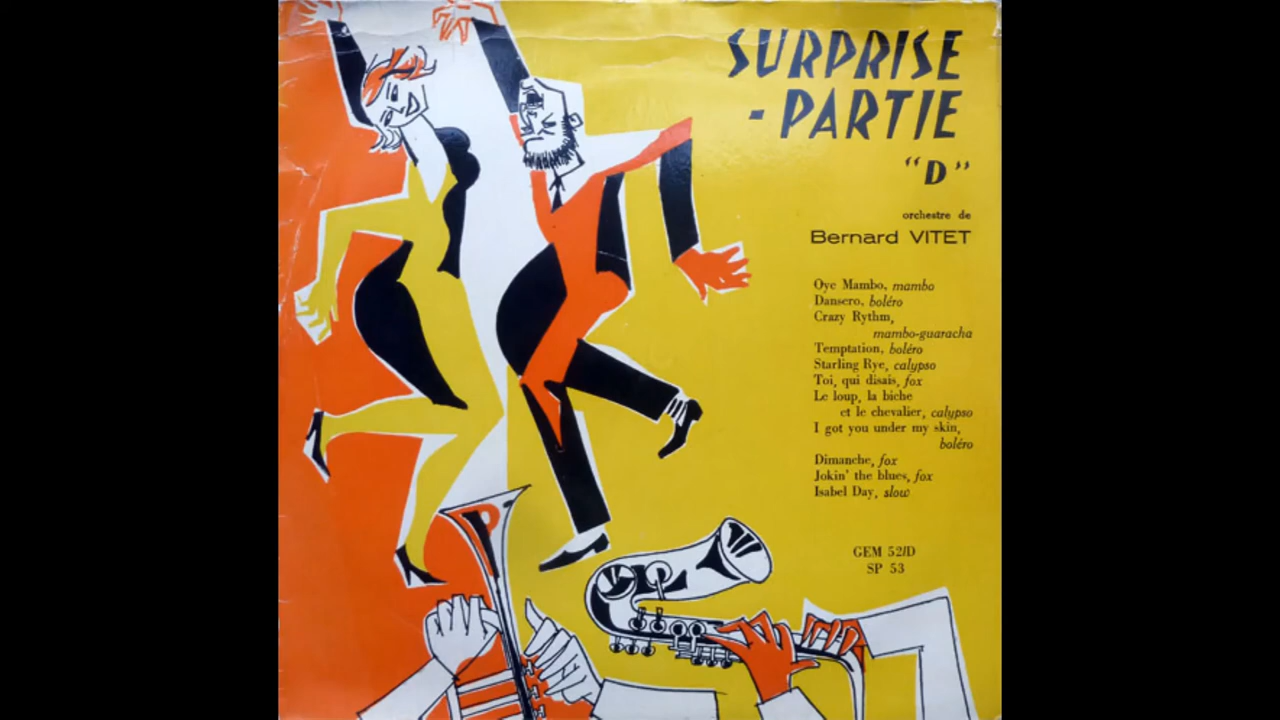 SURPRISE
-PARTIE
"D"
orchestre de
Bernard VITET
Oye Mambo, mambo
Dansero, boléro
Crazy Rythm,
mambo-guaracha
Temptation, boléro
Starling Rye, calypso
Toi, qui disais, fox
Le loup, la biche
et le chevalier, calypso
I got you under my skin,
boléro
Dimanche, fox
Jokin' the blues, fox
Isabel Day, slow
GEM 52/D
SP 53